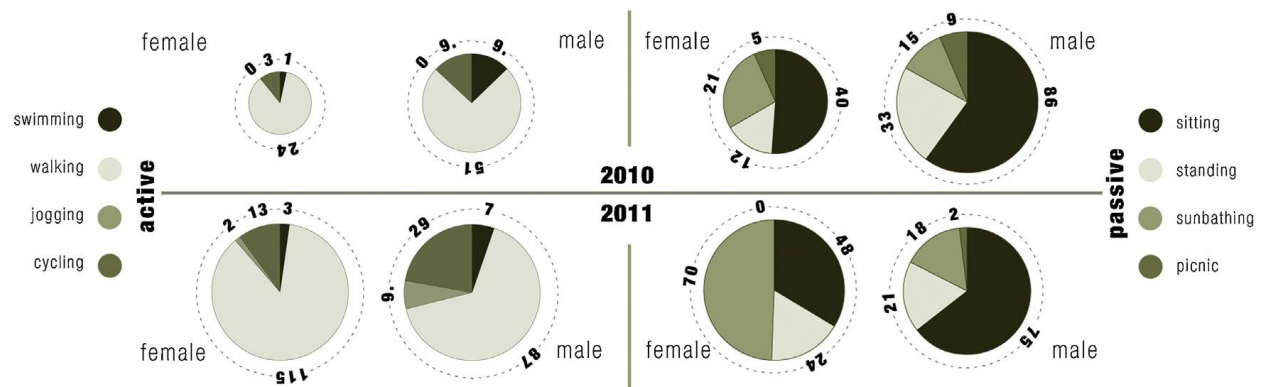 female
0 3 1
24
male
0 9. 9.
51
female
5
21
40
12
male
9
15
86
33
swimming
walking
jogging
cycling
active
2010
2011
passive
sitting
standing
sunbathing
picnic
2 13 3
115
female
29
7
9.
87
male
0
70
48
24
female
2
18
21
75
male